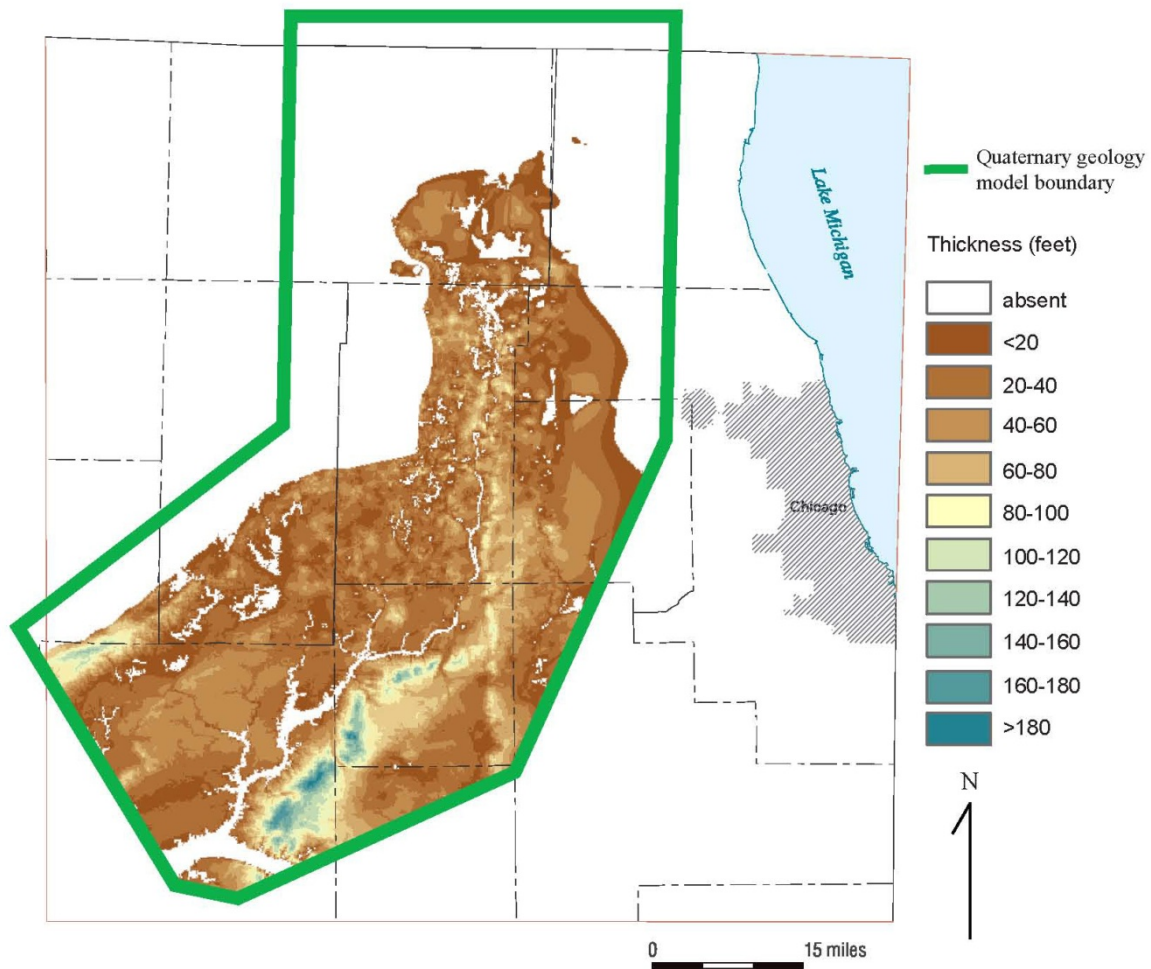 Quaternary geology
model boundary
Lake Michigan
Thickness (feet)
absent
<20
20-40
40-60
60-80
80-100
100-120
120-140
140-160
160-180
>180
Chicago
N
0 15 miles